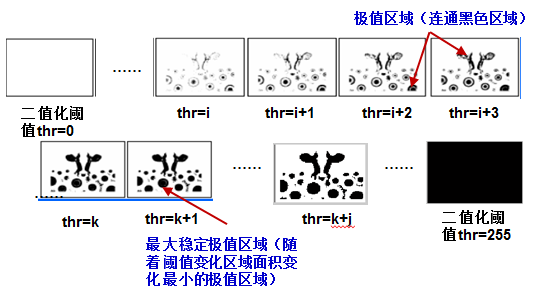 极值区域（连通黑色区域）
......
二值化阈
值thr=0
thr=i
thr=i+1
thr=i+2
thr=i+3
......
......
......
thr=k
thr=k+1
thr=k+j
二值化阈
值thr=255
最大稳定极值区域（随
着阈值变化区域面积变
化最小的极值区域）